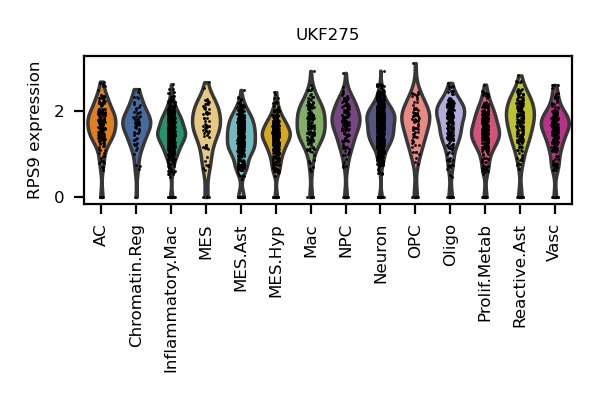 UKF275
RPS9 expression
2
0
AC
Chromatin.Reg
Inflammatory.Mac
MES
MES.Ast
MES.Hyp
Mac
NPC
Neuron
OPC
Oligo
Prolif.Metab
Reactive.Ast
Vasc